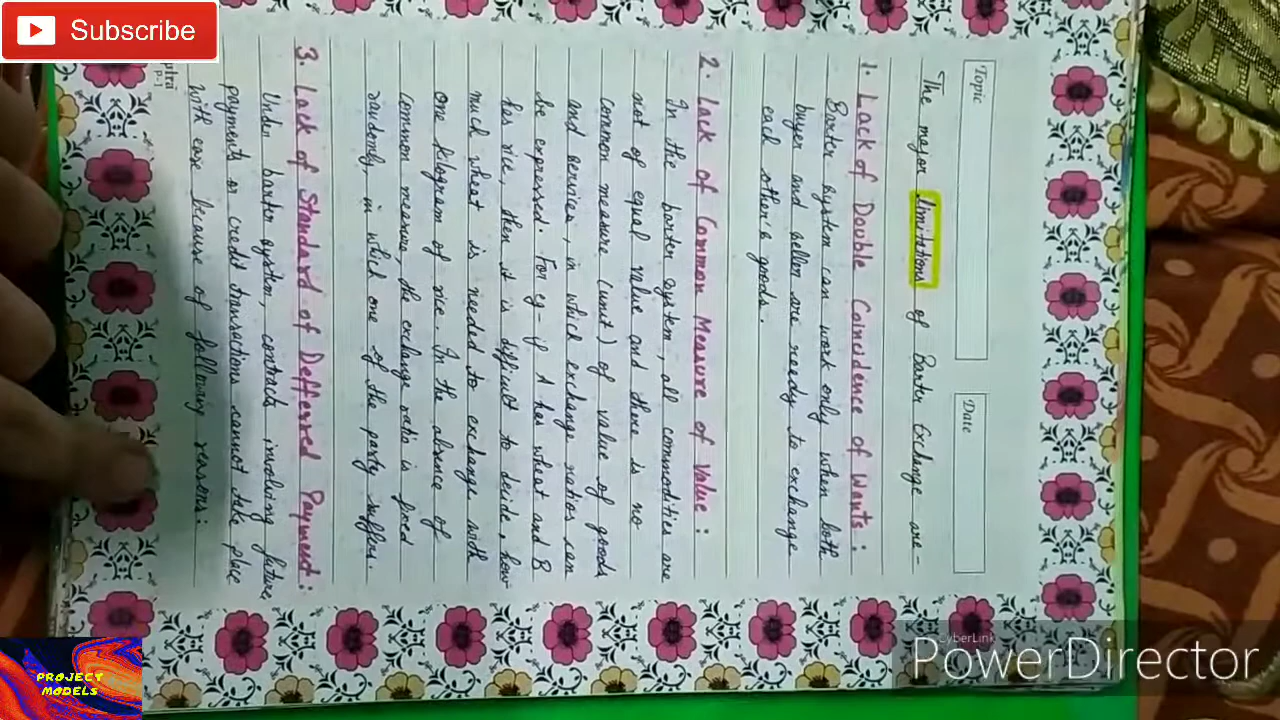 Subscribe
Topic
Date
The major limitations of Barter Exchange are-
1. Lack of Double Coincidence of Wants:
Barter system can work only when both
buyer and seller are ready to exchange
each other's goods.
2. Lack of Common Measure of Value:
In the barter system, all commodities are
not of equal value and there is no
common measure (unit) of value of goods
and services, in which exchange ratios can
be expressed. For eg- if A has wheat and B
has rice, then it is difficult to decide, how
much wheat is needed to exchange with
one kilogram of rice. In the absence of
common measure, the exchange ratio is fixed
randomly, in which one of the party suffers.
3. Lack of Standard of Deffered Payment:
Under barter system, contracts involving future
payments or credit transactions cannot take place
with ease because of following reasons:
P-1
PROJECT
MODELS
CyberLink
PowerDirector